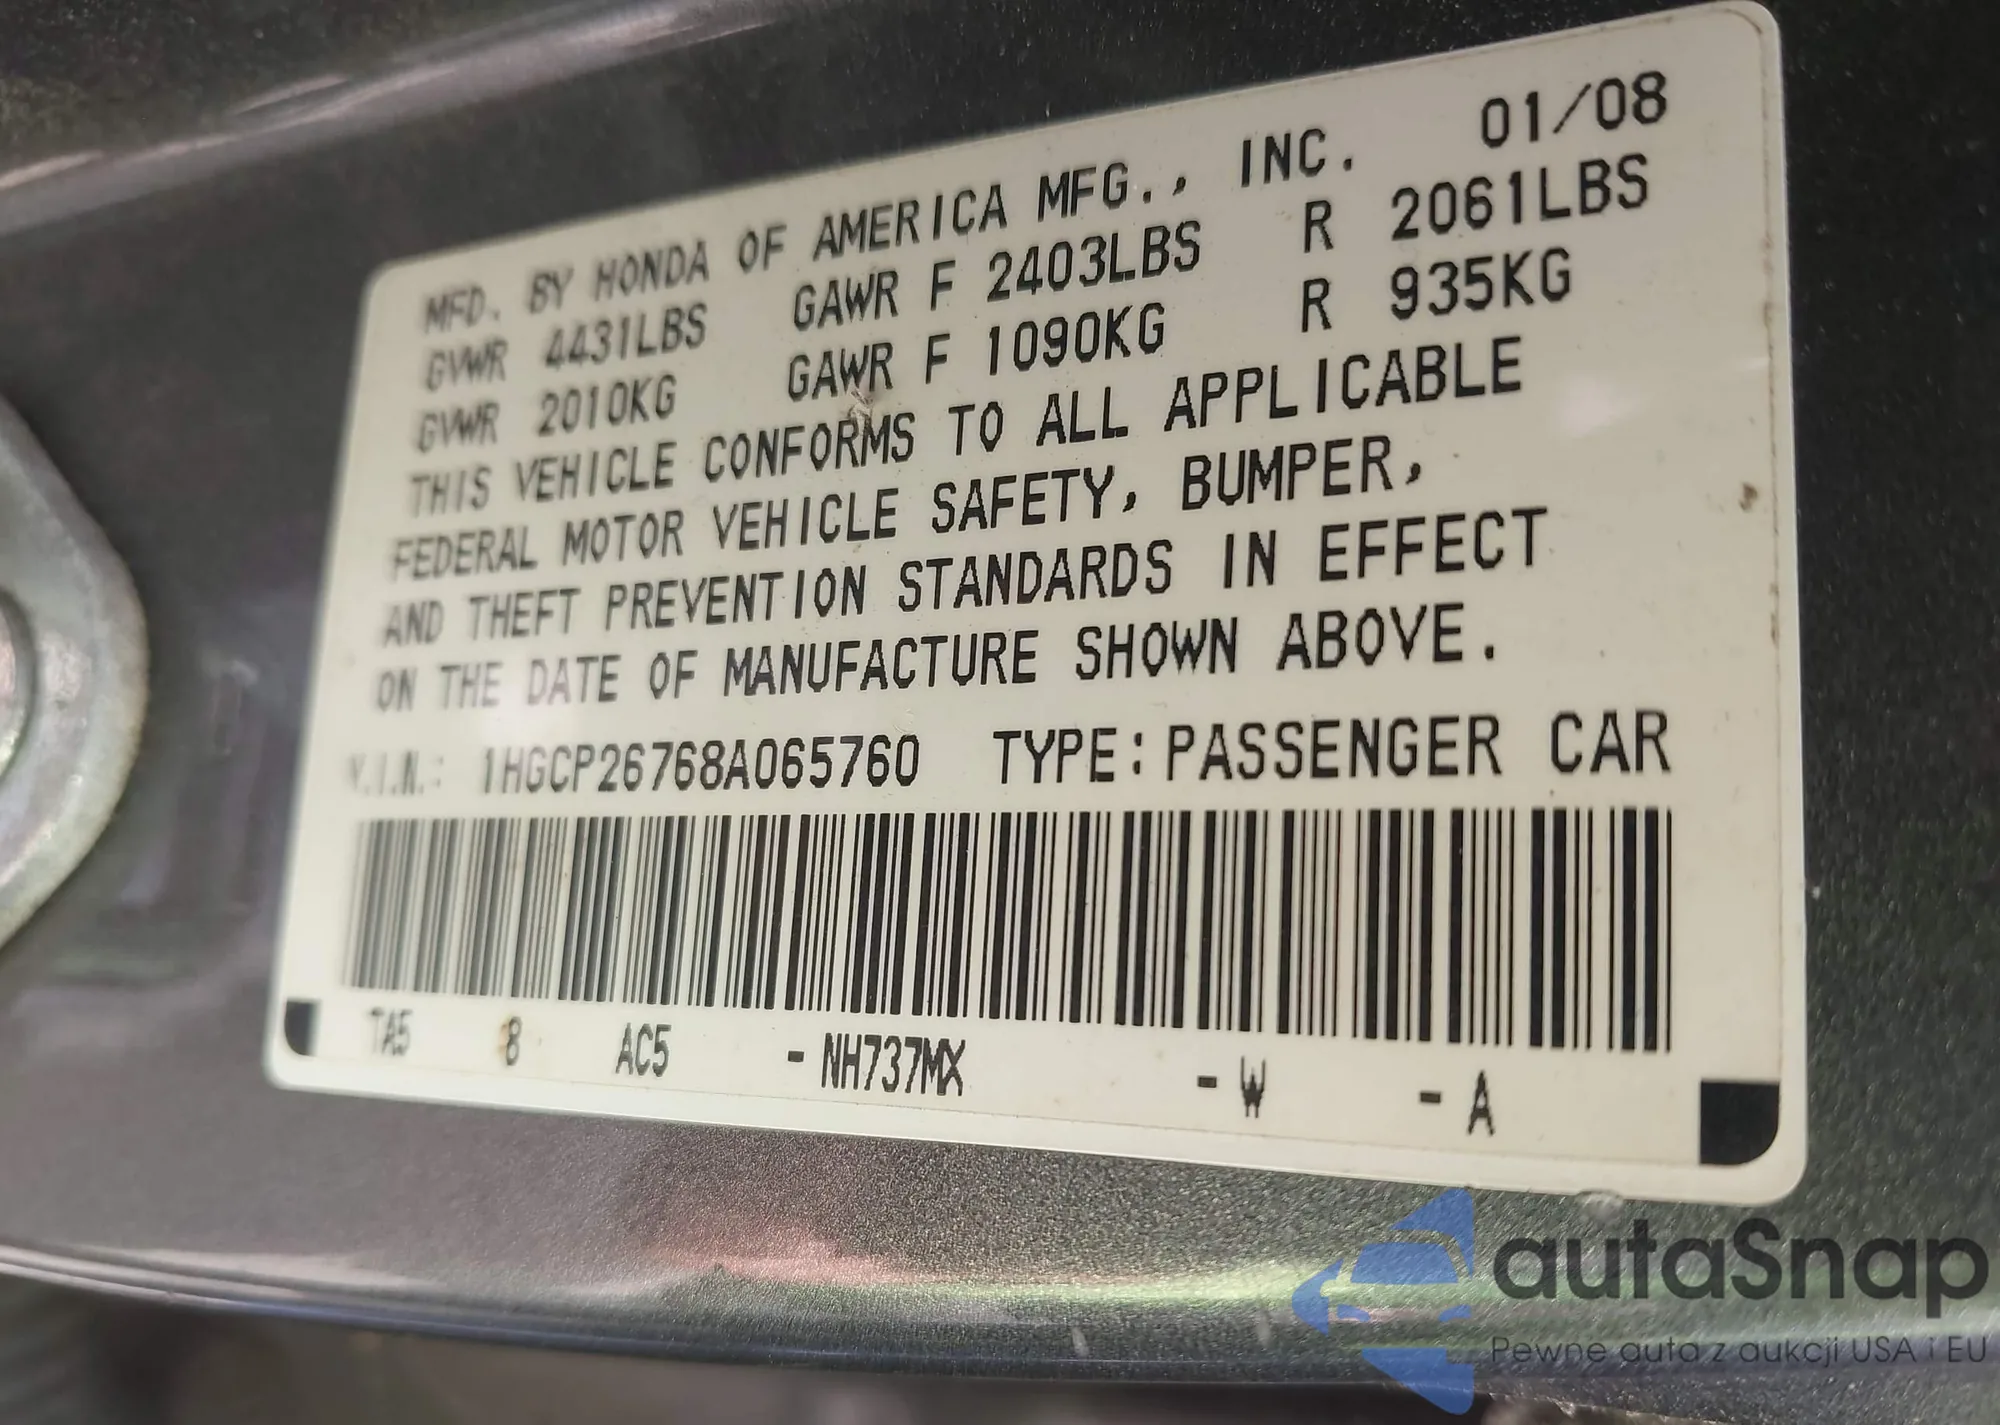 MFD. BY HONDA OF AMERICA MFG., INC. 01/08
GVWR 4431LBS GAWR F 2403LBS R 2061LBS
GVWR 2010KG GAWR F 1090KG R 935KG
THIS VEHICLE CONFORMS TO ALL APPLICABLE
FEDERAL MOTOR VEHICLE SAFETY, BUMPER,
AND THEFT PREVENTION STANDARDS IN EFFECT
ON THE DATE OF MANUFACTURE SHOWN ABOVE.
V.I.N.: 1HGCP26768A065760 TYPE:PASSENGER CAR
TA5 8 AC5 -NH737MX -W -A
autaSnap
Pewne auta z aukcji USA i EU